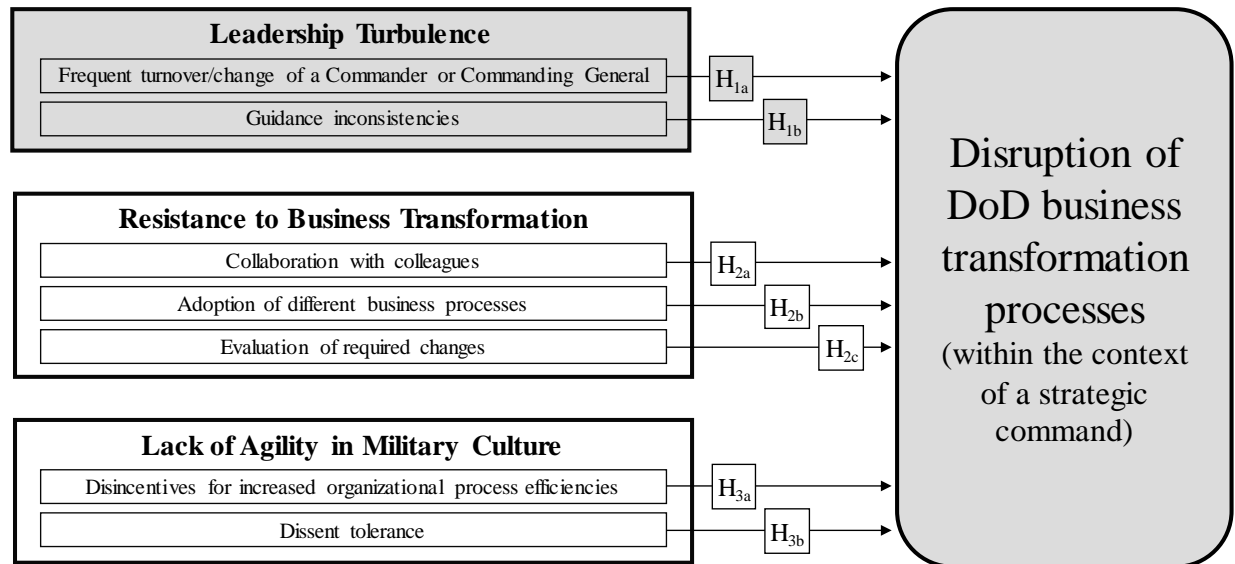 Leadership Turbulence
Frequent turnover/change of a Commander or Commanding General
H1a
Guidance inconsistencies
H1b
Resistance to Business Transformation
Collaboration with colleagues
H2a
Adoption of different business processes
H2b
Evaluation of required changes
H2c
Lack of Agility in Military Culture
Disincentives for increased organizational process efficiencies
H3a
Dissent tolerance
H3b
Disruption of
DoD business
transformation
processes
(within the context
of a strategic
command)